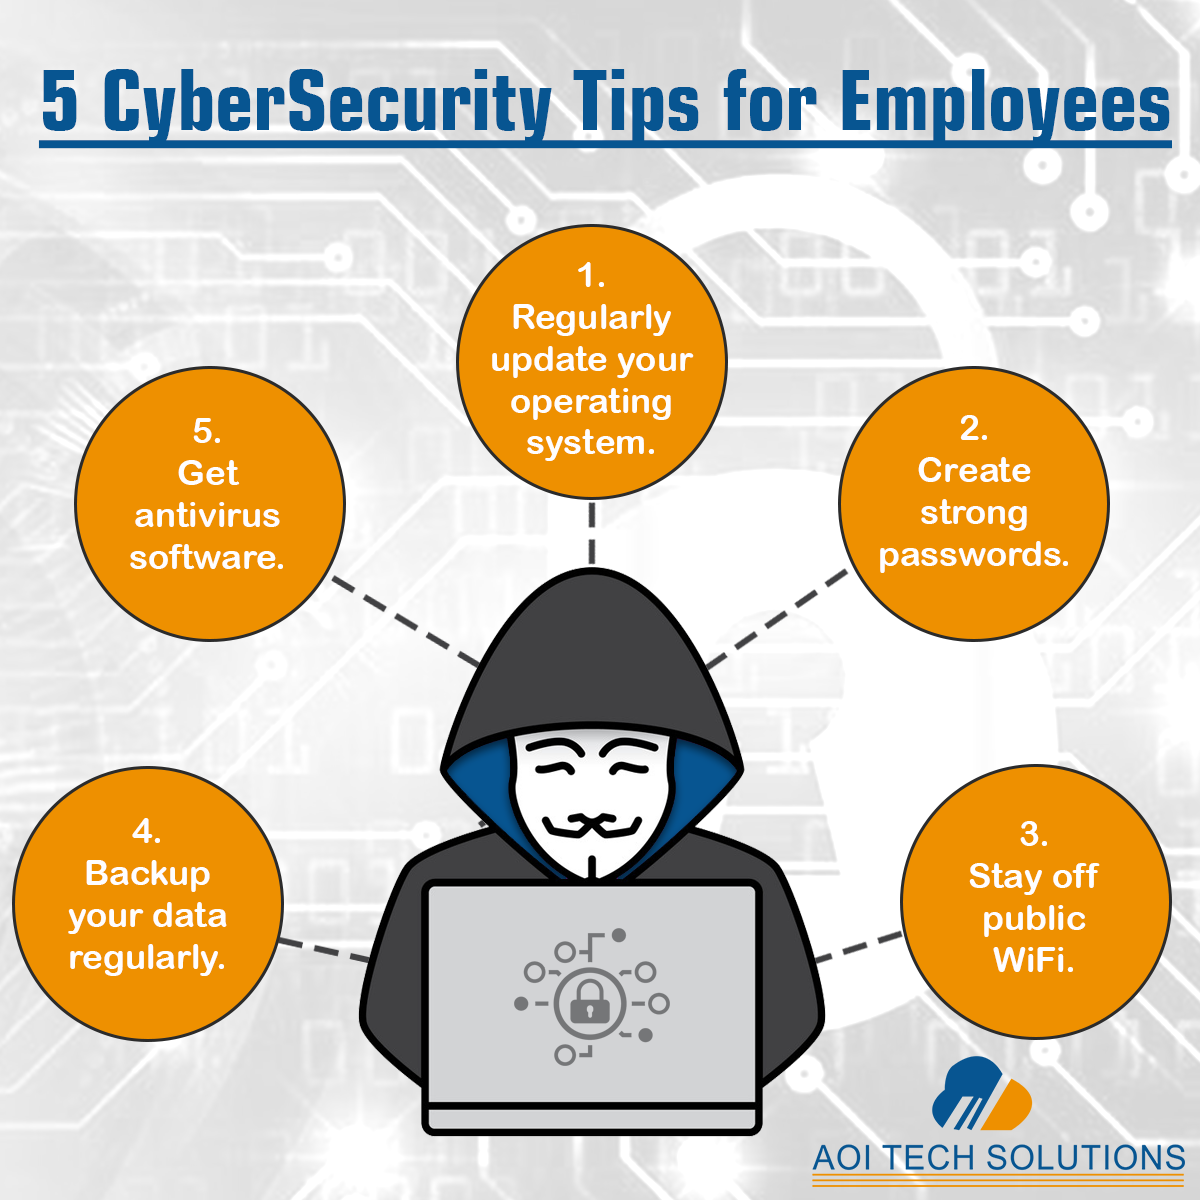 5 CyberSecurity Tips for Employees
1.
Regularly
update your
operating
system.
2.
Create
strong
passwords.
3.
Stay off
public
WiFi.
4.
Backup
your data
regularly.
5.
Get
antivirus
software.
AOI TECH SOLUTIONS